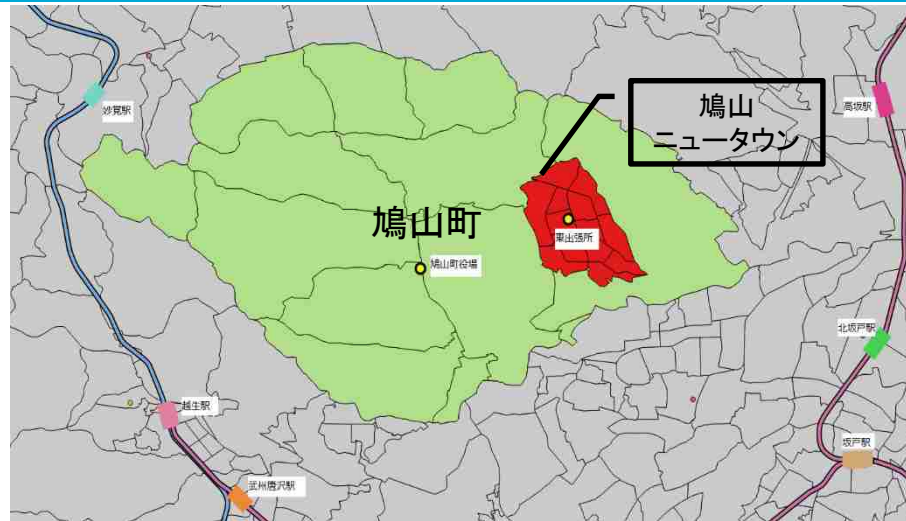 妙覚駅
鳩山
ニュータウン
高坂駅
鳩山町
東出張所
鳩山町役場
北坂戸駅
越生駅
坂戸駅
武州唐沢駅